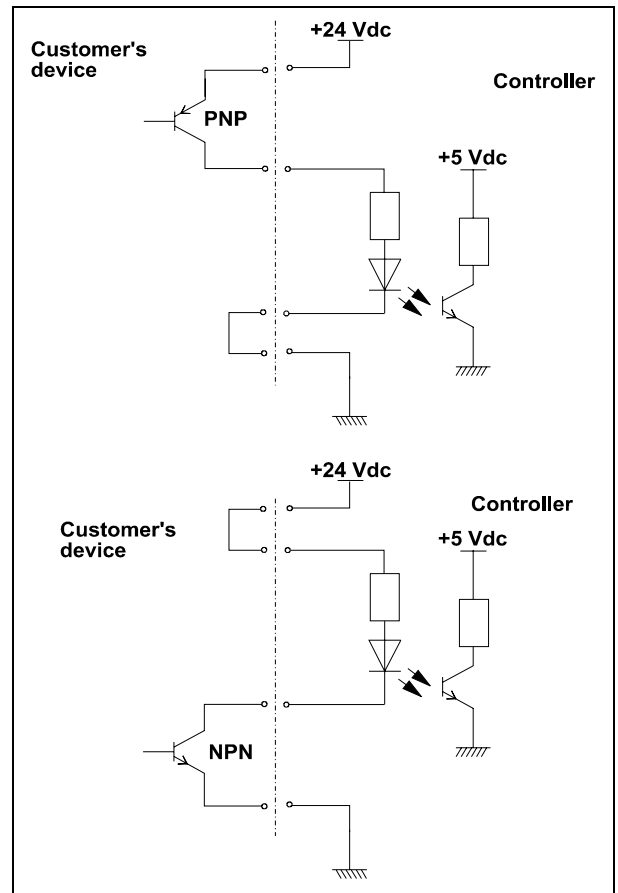 +24 Vdc
Customer's
device
Controller
PNP
+5 Vdc
+24 Vdc
Controller
Customer's
device
+5 Vdc
NPN